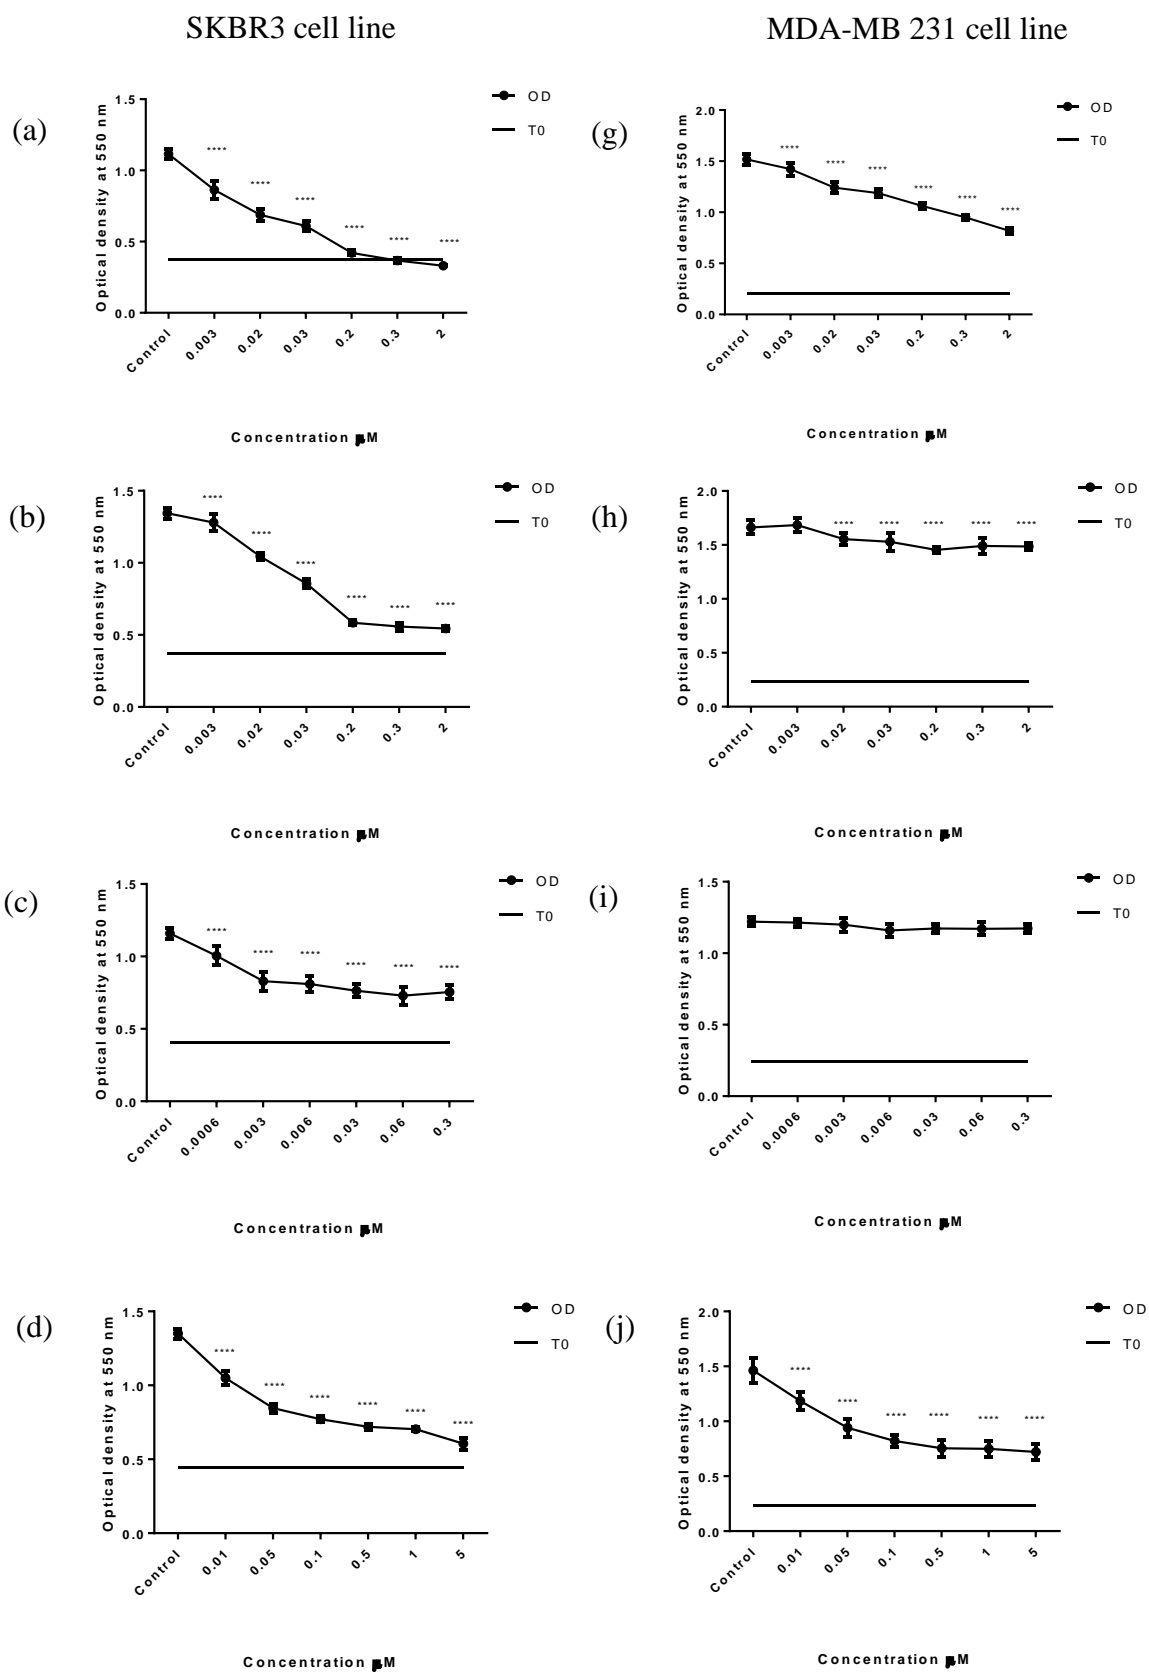 SKBR3 cell line
MDA-MB 231 cell line
(a)
Optical density at 550 nm
1.5
1.0
0.5
0.0
**** **** **** **** **** ****
OD
T0
Control 0.003 0.02 0.03 0.2 0.3 2
Concentration μM
(g)
Optical density at 550 nm
2.0
1.5
1.0
0.5
0.0
**** **** **** **** **** ****
OD
T0
Control 0.003 0.02 0.03 0.2 0.3 2
Concentration μM
(b)
Optical density at 550 nm
1.5
1.0
0.5
0.0
**** **** **** **** **** ****
OD
T0
Control 0.003 0.02 0.03 0.2 0.3 2
Concentration μM
(h)
Optical density at 550 nm
2.0
1.5
1.0
0.5
0.0
**** **** **** **** ****
OD
T0
Control 0.003 0.02 0.03 0.2 0.3 2
Concentration μM
(c)
Optical density at 550 nm
1.5
1.0
0.5
0.0
**** **** **** **** **** ****
OD
T0
Control 0.0006 0.003 0.006 0.03 0.06 0.3
Concentration μM
(i)
Optical density at 550 nm
1.5
1.0
0.5
0.0
OD
T0
Control 0.0006 0.003 0.006 0.03 0.06 0.3
Concentration μM
(d)
Optical density at 550 nm
1.5
1.0
0.5
0.0
**** **** **** **** **** ****
OD
T0
Control 0.01 0.05 0.1 0.5 1 5
Concentration μM
(j)
Optical density at 550 nm
2.0
1.5
1.0
0.5
0.0
**** **** **** **** **** ****
OD
T0
Control 0.01 0.05 0.1 0.5 1 5
Concentration μM